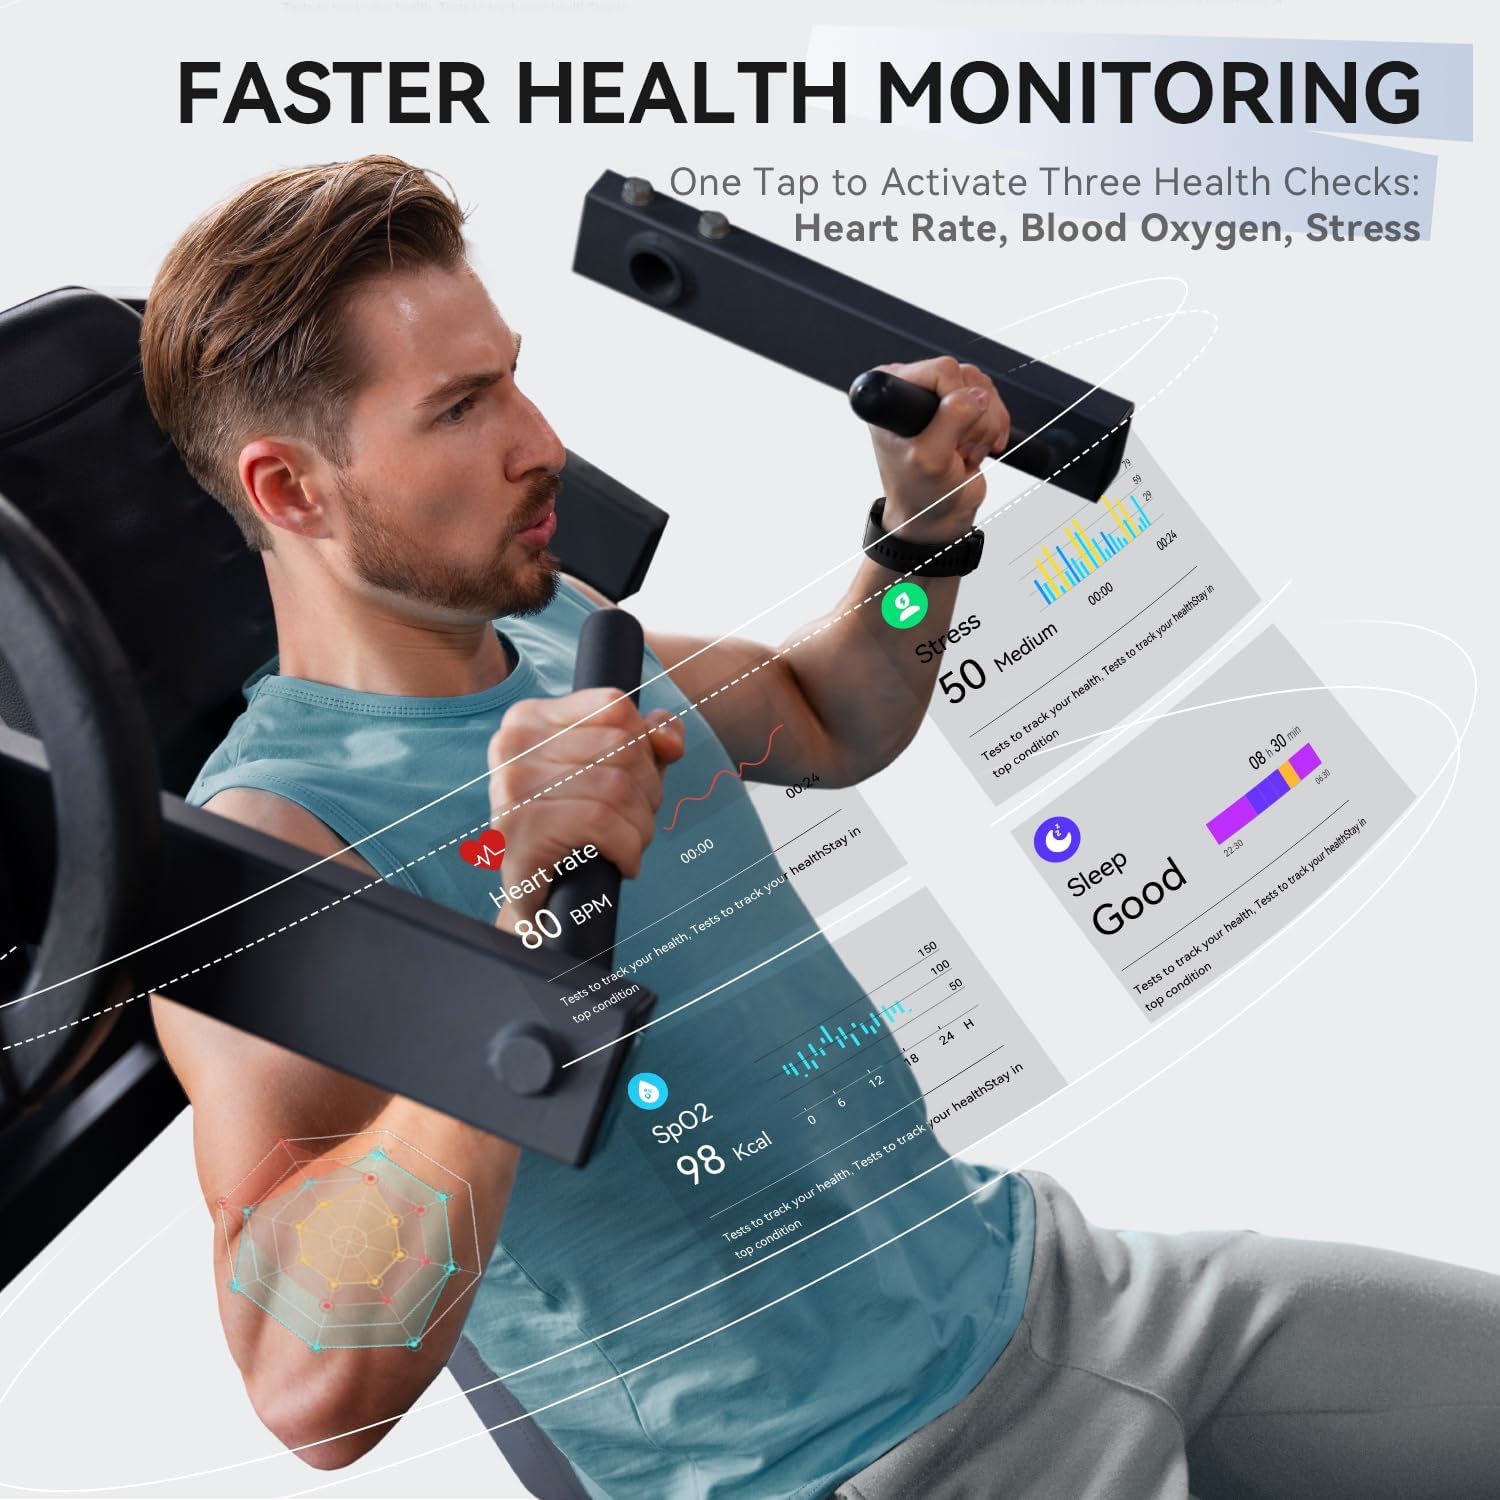 FASTER HEALTH MONITORING
One Tap to Activate Three Health Checks:
Heart Rate, Blood Oxygen, Stress
79
59
29
00:00
00:24
Stress
50 Medium
Tests to track your health, Tests to track your healthStay in
top condition
08 h 30 min
22:30
06:30
Sleep
Good
Tests to track your health, Tests to track your healthStay in
top condition
00:00
00:24
Heart rate
80 BPM
Tests to track your health, Tests to track your healthStay in
top condition
150
100
50
0 6 12 18 24 H
SpO2
98 Kcal
Tests to track your health, Tests to track your healthStay in
top condition